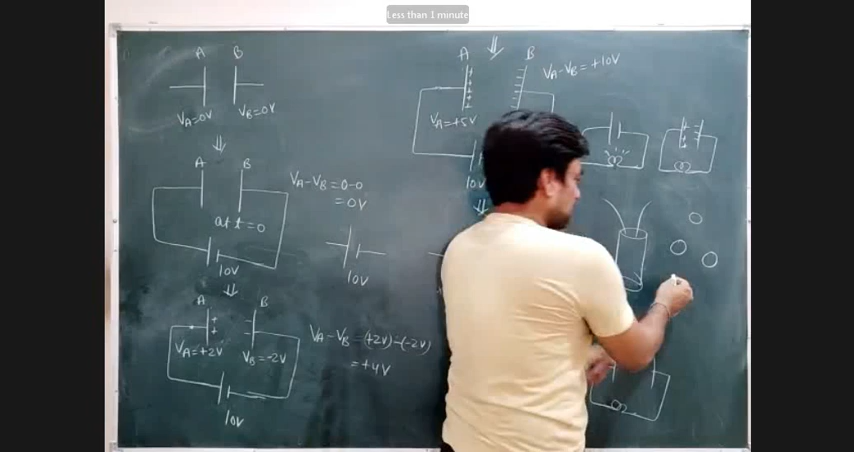 Less than 1 minute
A B
VA=0V VB=0V
A B
at t=0
10V
VA-VB=0-0
=0V
10V
A B
VA=+2V VB=-2V
10V
VA-VB=(+2V)-(-2V)
=+4V
A B
VA-VB=+10V
VA=+5V
10V